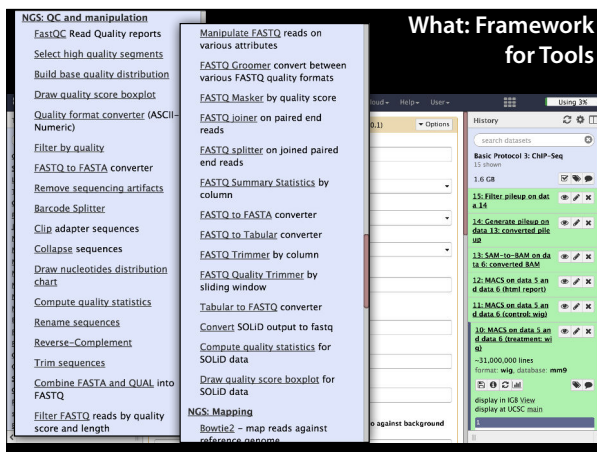 What: Framework
for Tools
NGS: QC and manipulation
FastQC Read Quality reports
Select high quality segments
Build base quality distribution
Draw quality score boxplot
Quality format converter (ASCII-
Numeric)
Filter by quality
FASTQ to FASTA converter
Remove sequencing artifacts
Barcode Splitter
Clip adapter sequences
Collapse sequences
Draw nucleotides distribution
chart
Compute quality statistics
Rename sequences
Reverse-Complement
Trim sequences
Combine FASTA and QUAL into
FASTQ
Filter FASTQ reads by quality
score and length
Manipulate FASTQ reads on
various attributes
FASTQ Groomer convert between
various FASTQ quality formats
FASTQ Masker by quality score
FASTQ joiner on paired end
reads
FASTQ splitter on joined paired
end reads
FASTQ Summary Statistics by
column
FASTQ to FASTA converter
FASTQ to Tabular converter
FASTQ Trimmer by column
FASTQ Quality Trimmer by
sliding window
Tabular to FASTQ converter
Convert SOLiD output to fastq
Compute quality statistics for
SOLiD data
Draw quality score boxplot for
SOLiD data
NGS: Mapping
Bowtie2 - map reads against
reference genome
loud Help User
Using 3%
0.1)
Options
o against background
History
search datasets
Basic Protocol 3: ChIP-Seq
15 shown
1.6 GB
15: Filter pileup on dat
a 14
14: Generate pileup on
data 13: converted pile
up
13: SAM-to-BAM on da
ta 6: converted BAM
12: MACS on data 5 an
d data 6 (html report)
11: MACS on data 5 an
d data 6 (control: wig)
10: MACS on data 5 an
d data 6 (treatment: wi
g)
~31,000,000 lines
format: wig, database: mm9
display in IGB View
display at UCSC main
1